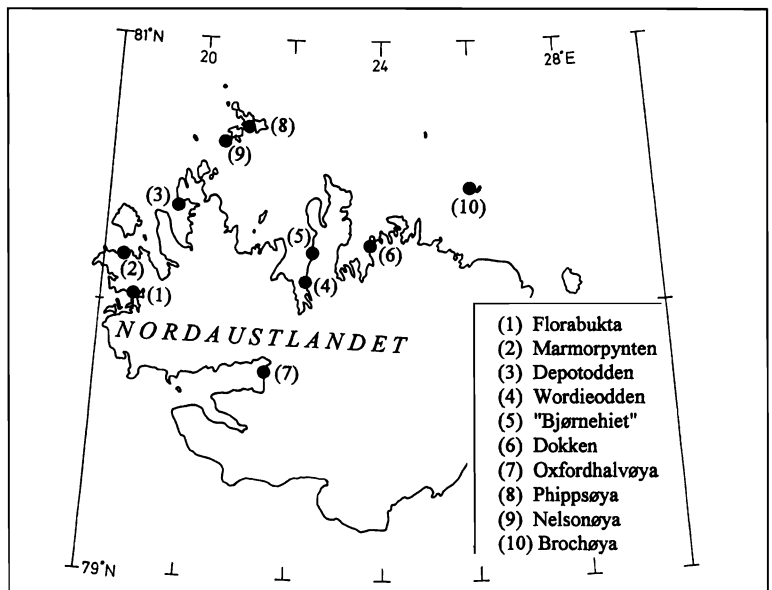 81°N
20
24
28°E
(8)
(9)
(3)
(10)
(5)
(6)
(2)
(4)
(1)
NORDAUSTLANDET
(7)
79°N
(1) Florabukta
(2) Marmorpynten
(3) Depotodden
(4) Wordieodden
(5) "Bjørnehiet"
(6) Dokken
(7) Oxfordhalvøya
(8) Phippsøya
(9) Nelsonøya
(10) Brochøya